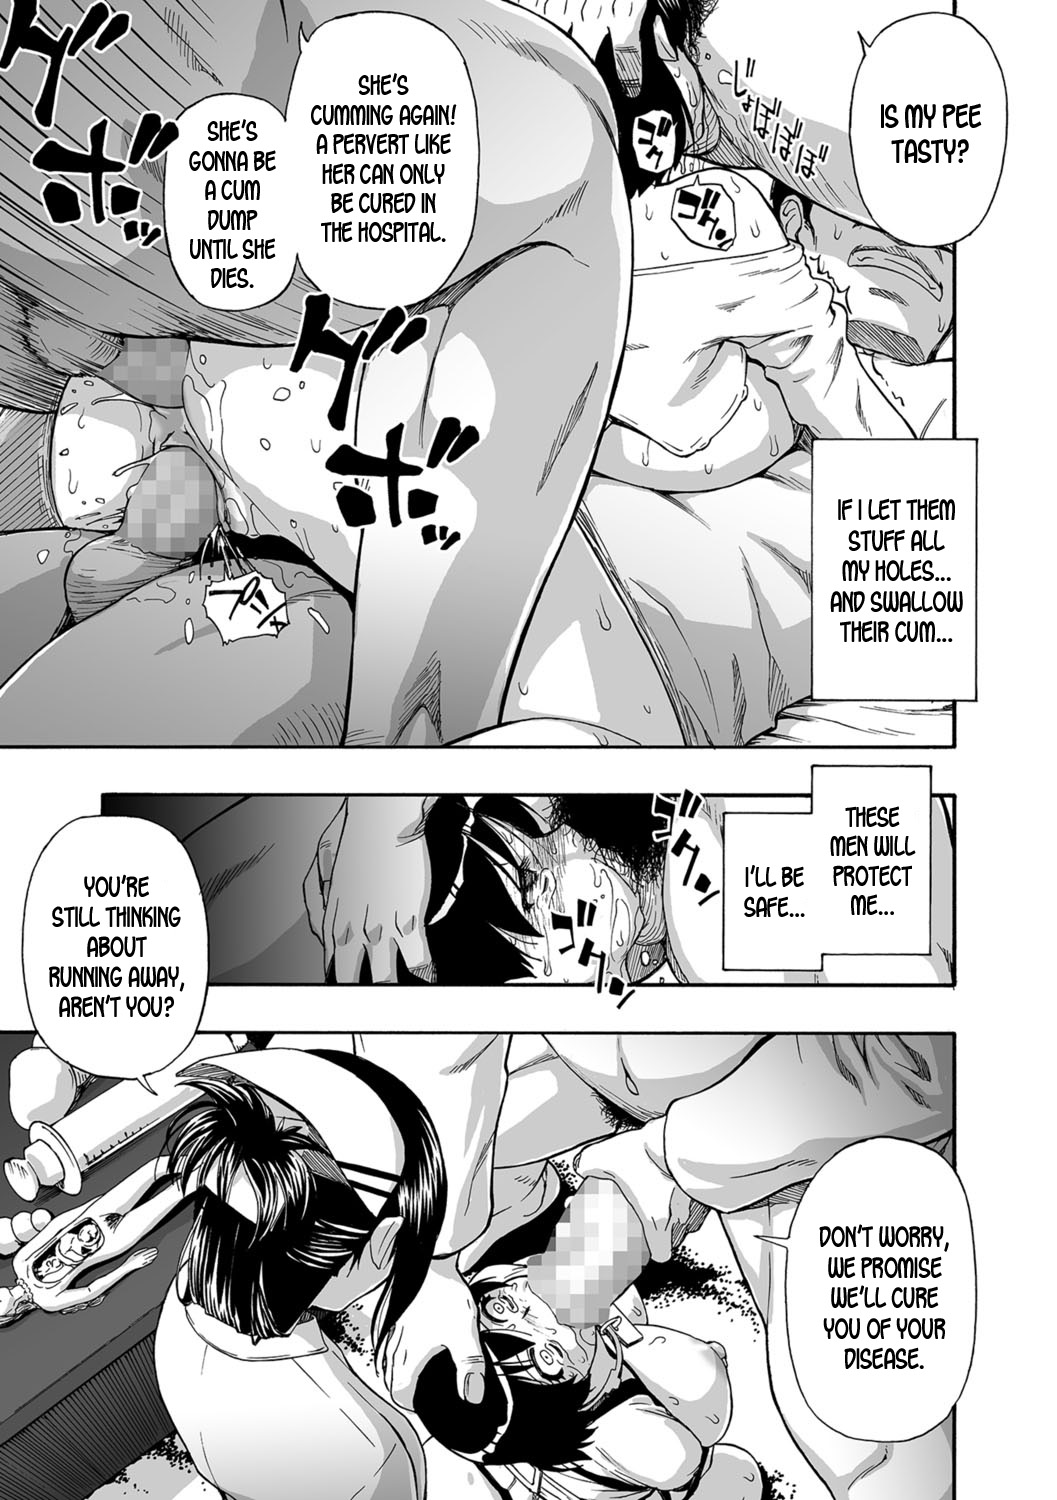 IS MY PEE
TASTY?
SHE'S
CUMMING AGAIN!
A PERVERT LIKE
HER CAN ONLY
BE CURED IN
THE HOSPITAL.
SHE'S
GONNA BE
A CUM
DUMP
UNTIL SHE
DIES.
IF I LET THEM
STUFF ALL
MY HOLES...
AND SWALLOW
THEIR CUM...
THESE
MEN WILL
PROTECT
ME...
I'LL BE
SAFE...
YOU'RE
STILL THINKING
ABOUT
RUNNING AWAY,
AREN'T YOU?
DON'T WORRY,
WE PROMISE
WE'LL CURE
YOU OF YOUR
DISEASE.